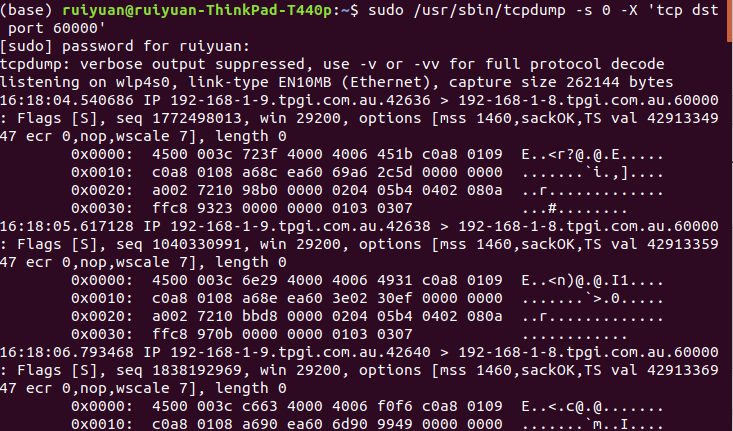 (base) ruiyuan@ruiyuan-ThinkPad-T440p:~$ sudo /usr/sbin/tcpdump -s 0 -X 'tcp dst
port 60000'
[sudo] password for ruiyuan:
tcpdump: verbose output suppressed, use -v or -vv for full protocol decode
listening on wlp4s0, link-type EN10MB (Ethernet), capture size 262144 bytes
16:18:04.540686 IP 192-168-1-9.tpgi.com.au.42636 > 192-168-1-8.tpgi.com.au.60000
: Flags [S], seq 1772498013, win 29200, options [mss 1460,sackOK,TS val 42913349
47 ecr 0,nop,wscale 7], length 0
0x0000:  4500 003c 723f 4000 4006 451b c0a8 0109  E..<r?@.@.E.....
0x0010:  c0a8 0108 a68c ea60 69a6 2c5d 0000 0000  .......`i.,]....
0x0020:  a002 7210 98b0 0000 0204 05b4 0402 080a  ..r.............
0x0030:  ffc8 9323 0000 0000 0103 0307            ...#........
16:18:05.617128 IP 192-168-1-9.tpgi.com.au.42638 > 192-168-1-8.tpgi.com.au.60000
: Flags [S], seq 1040330991, win 29200, options [mss 1460,sackOK,TS val 42913359
47 ecr 0,nop,wscale 7], length 0
0x0000:  4500 003c 6e29 4000 4006 4931 c0a8 0109  E..<n)@.@.I1....
0x0010:  c0a8 0108 a68e ea60 3e02 30ef 0000 0000  .......`>.0.....
0x0020:  a002 7210 bbd8 0000 0204 05b4 0402 080a  ..r.............
0x0030:  ffc8 970b 0000 0000 0103 0307            ............
16:18:06.793468 IP 192-168-1-9.tpgi.com.au.42640 > 192-168-1-8.tpgi.com.au.60000
: Flags [S], seq 1838192969, win 29200, options [mss 1460,sackOK,TS val 42913369
47 ecr 0,nop,wscale 7], length 0
0x0000:  4500 003c c663 4000 4006 f0f6 c0a8 0109  E..<.c@.@.......
0x0010:  c0a8 0108 a690 ea60 6d90 9949 0000 0000  .......`m..I....